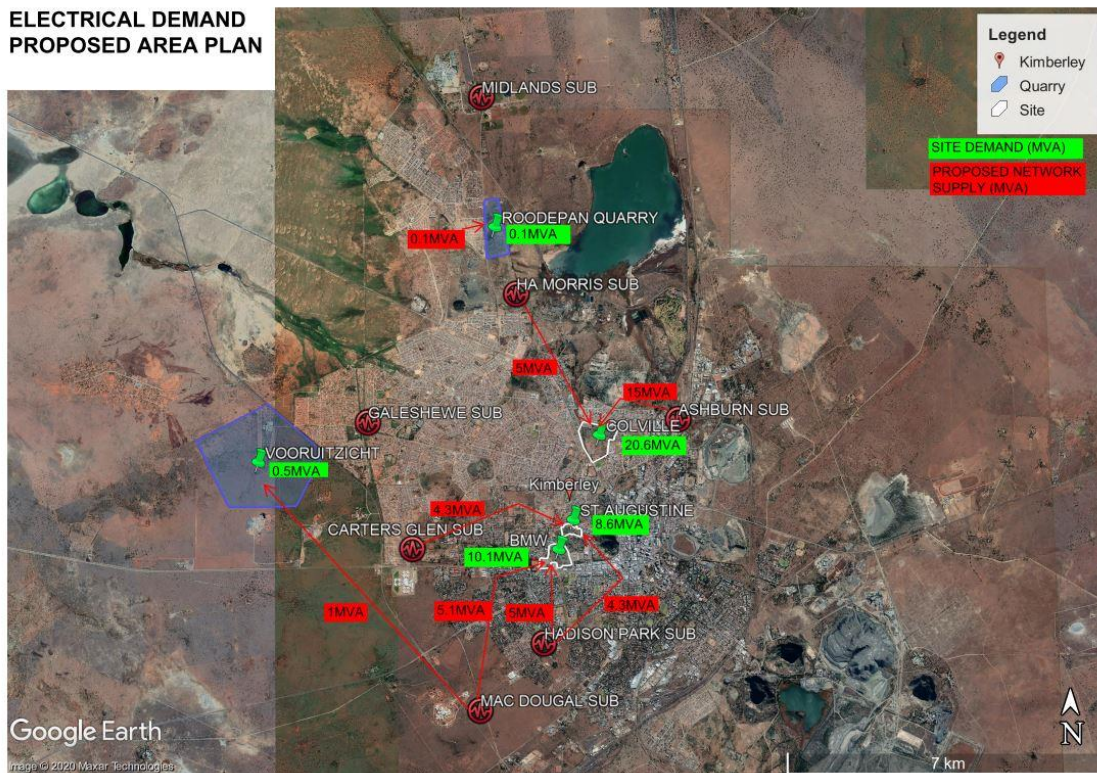 ELECTRICAL DEMAND
PROPOSED AREA PLAN
Legend
Kimberley
Quarry
Site
SITE DEMAND (MVA)
PROPOSED NETWORK
SUPPLY (MVA)
MIDLANDS SUB
ROODEPAN QUARRY
0.1MVA
0.1MVA
HA MORRIS SUB
5MVA
15MVA
GALESHEWE SUB
ASHBURN SUB
COLVILLE
20.6MVA
VOORUITZICHT
0.5MVA
Kimberley
4.3MVA
ST AUGUSTINE
8.6MVA
CARTERS GLEN SUB
BMW
10.1MVA
1MVA
5.1MVA
5MVA
4.3MVA
HADISON PARK SUB
MAC DOUGAL SUB
Google Earth
Image © 2020 Maxar Technologies
N
7 km